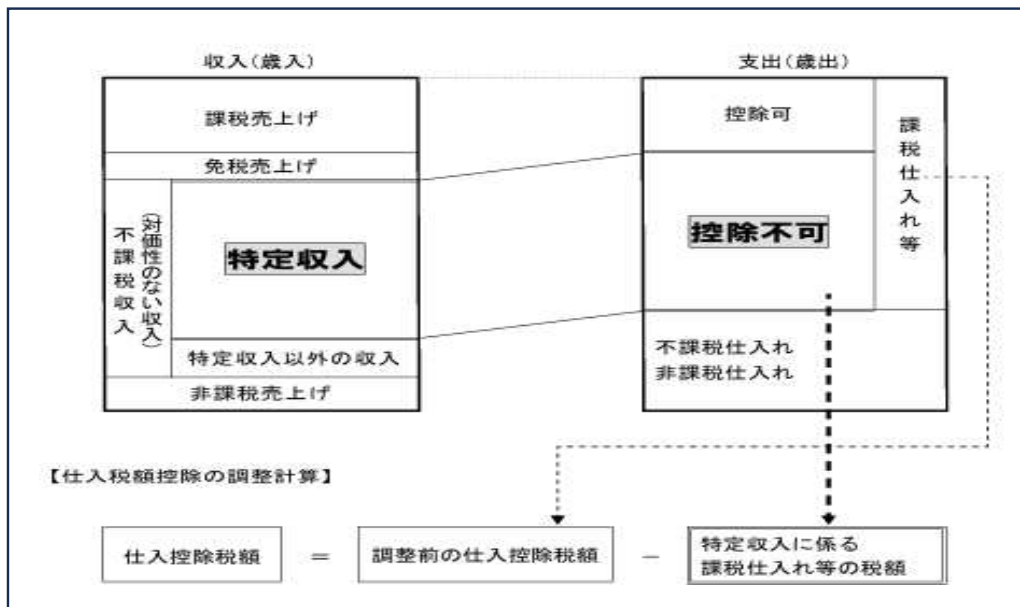 収入(歳入)
支出(歳出)
課税売上げ
免税売上げ
不課税収入
(対価性のない収入)
特定収入
特定収入以外の収入
非課税売上げ
控除可
控除不可
課税仕入れ等
不課税仕入れ
非課税仕入れ
【仕入税額控除の調整計算】
仕入控除税額 = 調整前の仕入控除税額 - 特定収入に係る
課税仕入れ等の税額